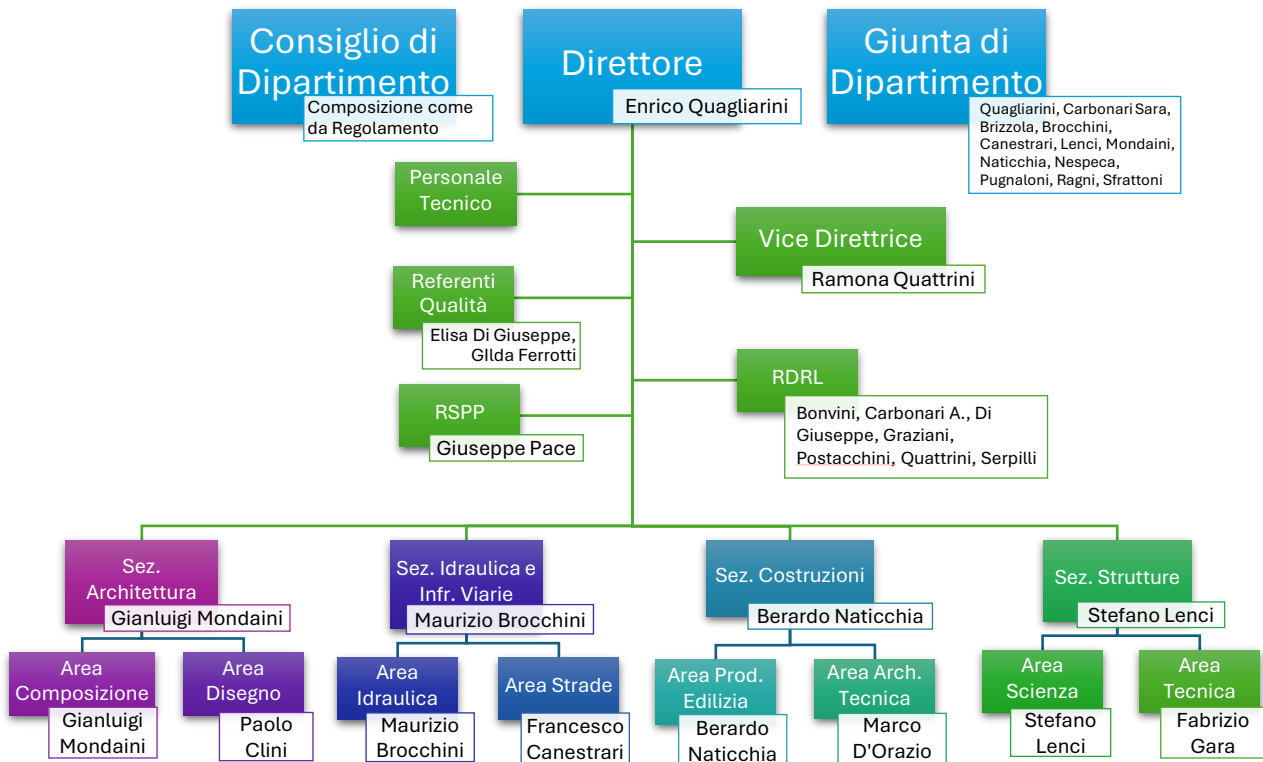 Consiglio di
Dipartimento
Composizione come
da Regolamento
Direttore
Enrico Quagliarini
Giunta di
Dipartimento
Quagliarini, Carbonari Sara,
Brizzola, Brocchini,
Canestrari, Lenci, Mondaini,
Naticchia, Nespeca,
Pugnaloni, Ragni, Sfrattoni
Personale
Tecnico
Vice Direttrice
Ramona Quattrini
Referenti
Qualità
Elisa Di Giuseppe,
GIlda Ferrotti
RDRL
Bonvini, Carbonari A., Di
Giuseppe, Graziani,
Postacchini, Quattrini, Serpilli
RSPP
Giuseppe Pace
Sez.
Architettura
Gianluigi Mondaini
Sez. Idraulica e
Infr. Viarie
Maurizio Brocchini
Sez. Costruzioni
Berardo Naticchia
Sez. Strutture
Stefano Lenci
Area
Composizione
Gianluigi
Mondaini
Area
Disegno
Paolo
Clini
Area
Idraulica
Maurizio
Brocchini
Area Strade
Francesco
Canestrari
Area Prod.
Edilizia
Berardo
Naticchia
Area Arch.
Tecnica
Marco
D'Orazio
Area
Scienza
Stefano
Lenci
Area
Tecnica
Fabrizio
Gara